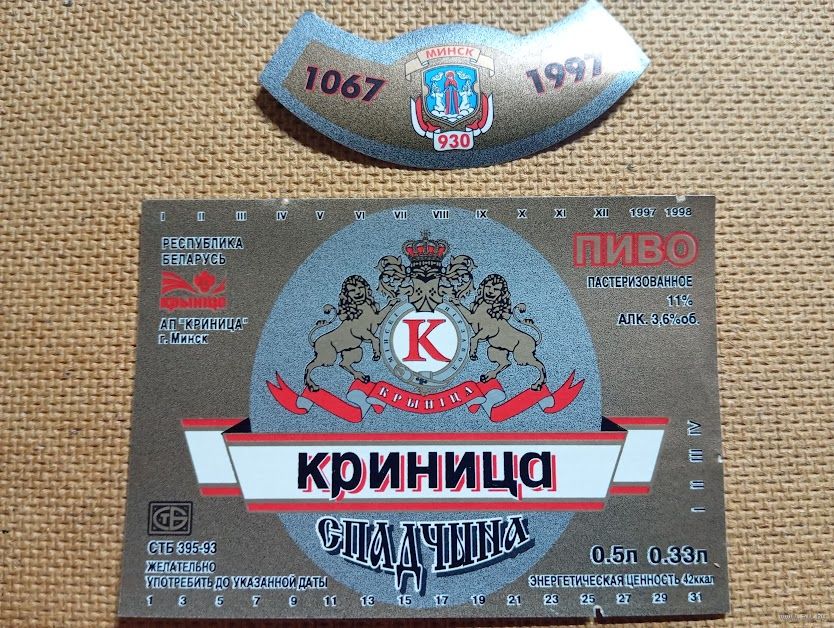 МИНСК
1067
1997
930
I II III IV V VI VII VIII IX X XI XII 1997 1998
РЕСПУБЛИКА
БЕЛАРУСЬ
крыніца
АП "КРИНИЦА"
г. Минск
ПИВО
ПАСТЕРИЗОВАННОЕ
11%
АЛК. 3,6%об.
К
КРЫНІЦА
криница
СПАДЧЫНА
I II III IV
СТБ
СТБ 395-93
ЖЕЛАТЕЛЬНО
УПОТРЕБИТЬ ДО УКАЗАННОЙ ДАТЫ
0.5л 0.33л
ЭНЕРГЕТИЧЕСКАЯ ЦЕННОСТЬ 42ккал
1 3 5 7 9 11 13 15 17 19 21 23 25 27 29 31